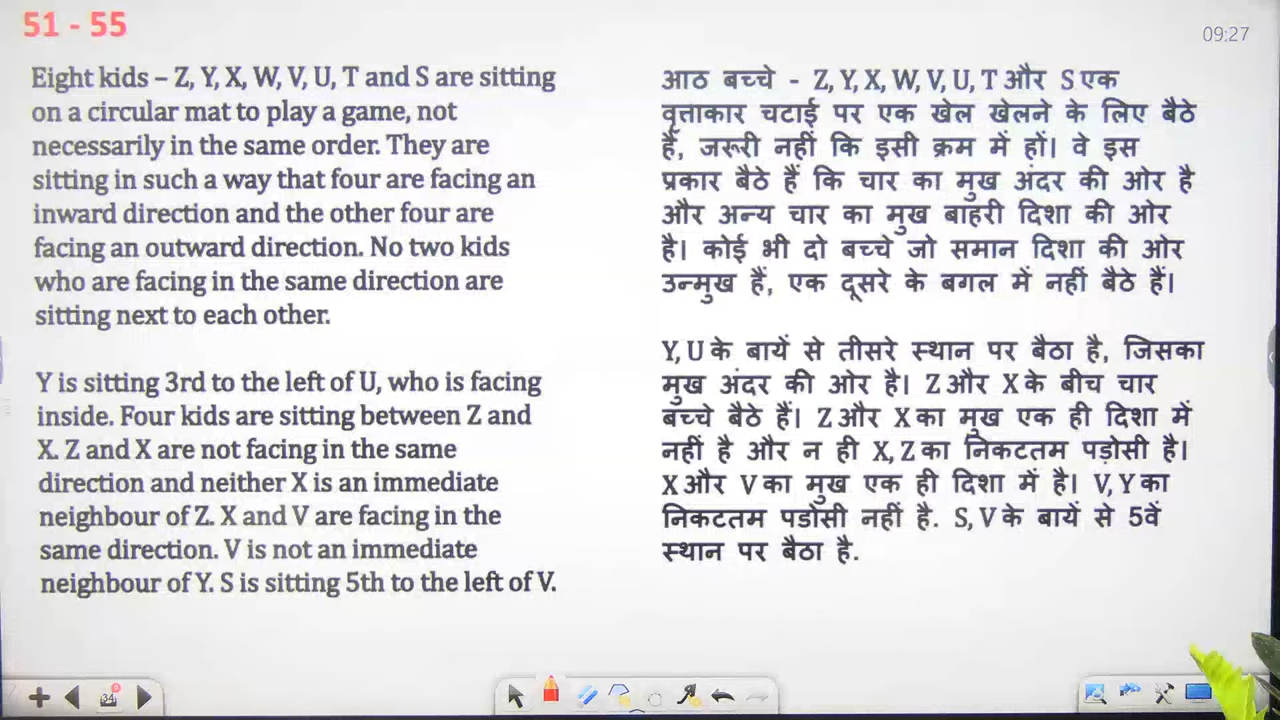 51 - 55
09:27
Eight kids – Z, Y, X, W, V, U, T and S are sitting
on a circular mat to play a game, not
necessarily in the same order. They are
sitting in such a way that four are facing an
inward direction and the other four are
facing an outward direction. No two kids
who are facing in the same direction are
sitting next to each other.
Y is sitting 3rd to the left of U, who is facing
inside. Four kids are sitting between Z and
X. Z and X are not facing in the same
direction and neither X is an immediate
neighbour of Z. X and V are facing in the
same direction. V is not an immediate
neighbour of Y. S is sitting 5th to the left of V.
आठ बच्चे - Z, Y, X, W, V, U, T और S एक
वृत्ताकार चटाई पर एक खेल खेलने के लिए बैठे
हैं, जरूरी नहीं कि इसी क्रम में हों। वे इस
प्रकार बैठे हैं कि चार का मुख अंदर की ओर है
और अन्य चार का मुख बाहरी दिशा की ओर
है। कोई भी दो बच्चे जो समान दिशा की ओर
उन्मुख हैं, एक दूसरे के बगल में नहीं बैठे हैं।
Y, U के बायें से तीसरे स्थान पर बैठा है, जिसका
मुख अंदर की ओर है। Z और X के बीच चार
बच्चे बैठे हैं। Z और X का मुख एक ही दिशा में
नहीं है और न ही X, Z का निकटतम पड़ोसी है।
X और V का मुख एक ही दिशा में है। V, Y का
निकटतम पडोसी नहीं है. S, V के बायें से 5वें
स्थान पर बैठा है.
34